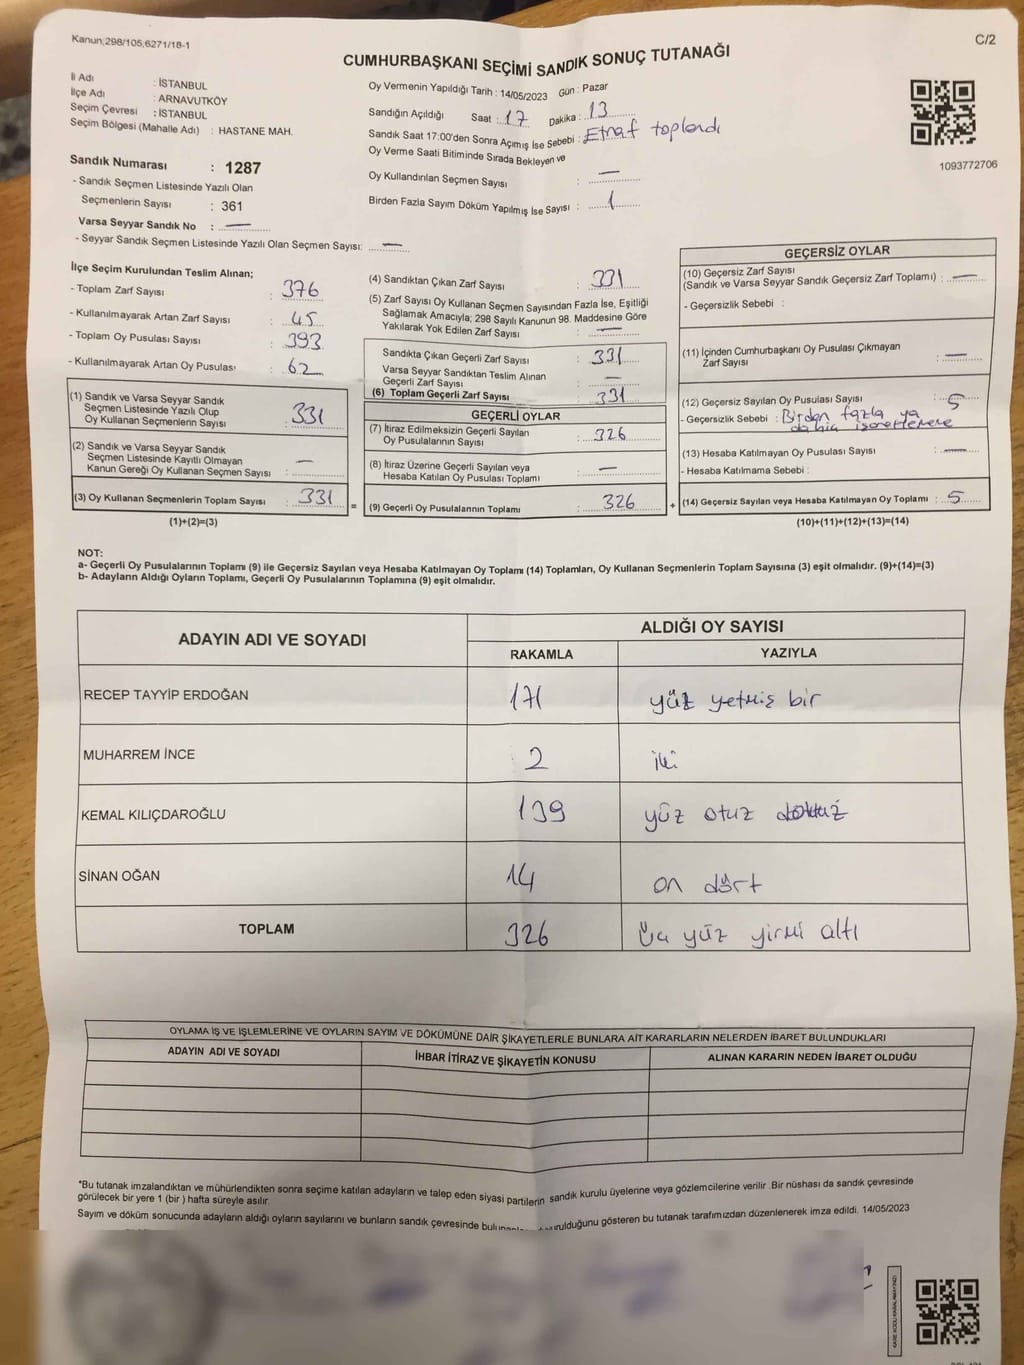 Kanun;298/105,6271/18-1
C/2
CUMHURBAŞKANI SEÇİMİ SANDIK SONUÇ TUTANAĞI
İl Adı : İSTANBUL
İlçe Adı : ARNAVUTKÖY
Seçim Çevresi : İSTANBUL
Seçim Bölgesi (Mahalle Adı) : HASTANE MAH.
Oy Vermenin Yapıldığı Tarih : 14/05/2023 Gün : Pazar
Sandığın Açıldığı Saat : 17 Dakika : 13
Sandık Saat 17:00'den Sonra Açımış İse Sebebi : Etraf toplandı
Oy Verme Saati Bitiminde Sırada Bekleyen ve
Oy Kullandırılan Seçmen Sayısı : —
Birden Fazla Sayım Döküm Yapılmış İse Sayısı : 1
1093772706
Sandık Numarası : 1287
- Sandık Seçmen Listesinde Yazılı Olan
Seçmenlerin Sayısı : 361
Varsa Seyyar Sandık No : —
- Seyyar Sandık Seçmen Listesinde Yazılı Olan Seçmen Sayısı: —
İlçe Seçim Kurulundan Teslim Alınan;
- Toplam Zarf Sayısı : 376
- Kullanılmayarak Artan Zarf Sayısı : 45
- Toplam Oy Pusulası Sayısı : 393
- Kullanılmayarak Artan Oy Pusulası : 62
(1) Sandık ve Varsa Seyyar Sandık
Seçmen Listesinde Yazılı Olup
Oy Kullanan Seçmenlerin Sayısı : 331
(2) Sandık ve Varsa Seyyar Sandık
Seçmen Listesinde Kayıtlı Olmayan
Kanun Gereği Oy Kullanan Seçmen Sayısı : —
(3) Oy Kullanan Seçmenlerin Toplam Sayısı : 331
(1)+(2)=(3)
(4) Sandıktan Çıkan Zarf Sayısı : 331
(5) Zarf Sayısı Oy Kullanan Seçmen Sayısından Fazla İse, Eşitliği
Sağlamak Amacıyla; 298 Sayılı Kanunun 98. Maddesine Göre
Yakılarak Yok Edilen Zarf Sayısı : —
Sandıkta Çıkan Geçerli Zarf Sayısı : 331
Varsa Seyyar Sandıktan Teslim Alınan
Geçerli Zarf Sayısı : —
(6) Toplam Geçerli Zarf Sayısı : 331
=
GEÇERLİ OYLAR
(7) İtiraz Edilmeksizin Geçerli Sayılan
Oy Pusulalarının Sayısı : 326
(8) İtiraz Üzerine Geçerli Sayılan veya
Hesaba Katılan Oy Pusulası Toplamı : —
(9) Geçerli Oy Pusulalarının Toplamı : 326
+
GEÇERSİZ OYLAR
(10) Geçersiz Zarf Sayısı
(Sandık ve Varsa Seyyar Sandık Geçersiz Zarf Toplamı) : —
- Geçersizlik Sebebi :
(11) İçinden Cumhurbaşkanı Oy Pusulası Çıkmayan
Zarf Sayısı : —
(12) Geçersiz Sayılan Oy Pusulası Sayısı : 5
- Geçersizlik Sebebi : Birden fazla ya
da hiç işaretleme
(13) Hesaba Katılmayan Oy Pusulası Sayısı : —
- Hesaba Katılmama Sebebi :
(14) Geçersiz Sayılan veya Hesaba Katılmayan Oy Toplamı : 5
(10)+(11)+(12)+(13)=(14)
NOT:
a- Geçerli Oy Pusulalarının Toplamı (9) ile Geçersiz Sayılan veya Hesaba Katılmayan Oy Toplamı (14) Toplamları, Oy Kullanan Seçmenlerin Toplam Sayısına (3) eşit olmalıdır. (9)+(14)=(3)
b- Adayların Aldığı Oyların Toplamı, Geçerli Oy Pusulalarının Toplamına (9) eşit olmalıdır.
ADAYIN ADI VE SOYADI
ALDIĞI OY SAYISI
RAKAMLA YAZIYLA
RECEP TAYYİP ERDOĞAN 171 yüz yetmiş bir
MUHARREM İNCE 2 iki
KEMAL KILIÇDAROĞLU 139 yüz otuz dokuz
SİNAN OĞAN 14 on dört
TOPLAM 326 üç yüz yirmi altı
OYLAMA İŞ VE İŞLEMLERİNE VE OYLARIN SAYIM VE DÖKÜMÜNE DAİR ŞİKAYETLERLE BUNLARA AİT KARARLARIN NELERDEN İBARET BULUNDUKLARI
ADAYIN ADI VE SOYADI İHBAR İTİRAZ VE ŞİKAYETİN KONUSU ALINAN KARARIN NEDEN İBARET OLDUĞU
*Bu tutanak imzalandıktan ve mühürlendikten sonra seçime katılan adayların ve talep eden siyasi partilerin sandık kurulu üyelerine veya gözlemcilerine verilir. Bir nüshası da sandık çevresinde
görülecek bir yere 1 (bir) hafta süreyle asılır.
Sayım ve döküm sonucunda adayların aldığı oyların sayılarını ve bunların sandık çevresinde gösteren bu tutanak tarafımızdan düzenlenerek imza edildi. 14/05/2023